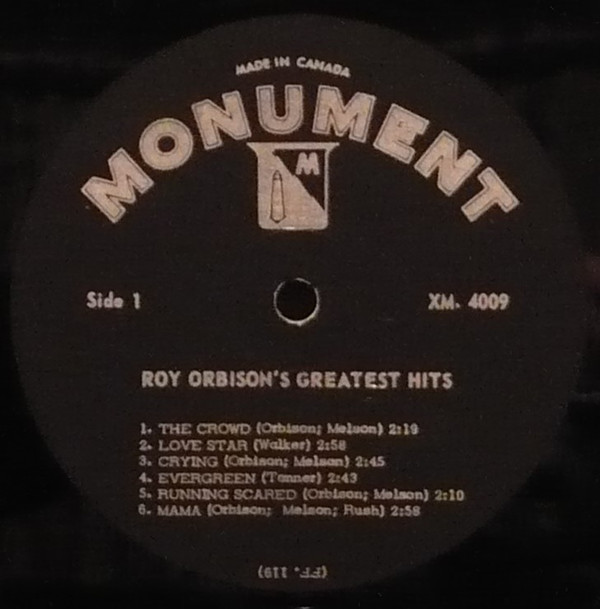 MADE IN CANADA
MONUMENT
M
Side 1
XM. 4009
ROY ORBISON'S GREATEST HITS
1. THE CROWD (Orbison; Melson) 2:19
2. LOVE STAR (Walker) 2:58
3. CRYING (Orbison; Melson) 2:45
4. EVERGREEN (Tanner) 2:43
5. RUNNING SCARED (Orbison; Melson) 2:10
6. MAMA (Orbison; Melson; Rush) 2:58
(FF. 119)